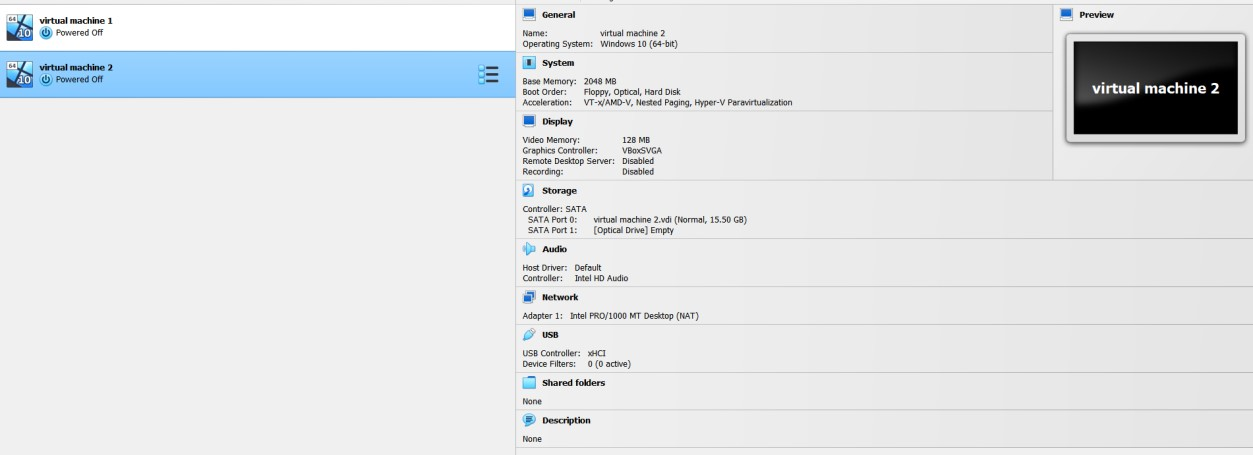 64
10
virtual machine 1
Powered Off
64
10
virtual machine 2
Powered Off
General
Name: virtual machine 2
Operating System: Windows 10 (64-bit)
System
Base Memory: 2048 MB
Boot Order: Floppy, Optical, Hard Disk
Acceleration: VT-x/AMD-V, Nested Paging, Hyper-V Paravirtualization
Display
Video Memory: 128 MB
Graphics Controller: VBoxSVGA
Remote Desktop Server: Disabled
Recording: Disabled
Storage
Controller: SATA
SATA Port 0: virtual machine 2.vdi (Normal, 15.50 GB)
SATA Port 1: [Optical Drive] Empty
Audio
Host Driver: Default
Controller: Intel HD Audio
Network
Adapter 1: Intel PRO/1000 MT Desktop (NAT)
USB
USB Controller: xHCI
Device Filters: 0 (0 active)
Shared folders
None
Description
None
Preview
virtual machine 2